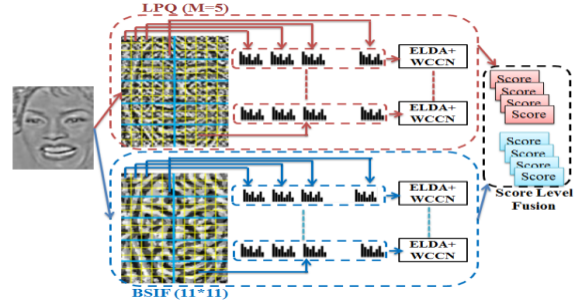 LPQ (M=5)
ELDA+
WCCN
ELDA+
WCCN
Score
Score
Score
Score
Score
Score
Score
Score
Score Level
Fusion
ELDA+
WCCN
ELDA+
WCCN
BSIF (11*11)